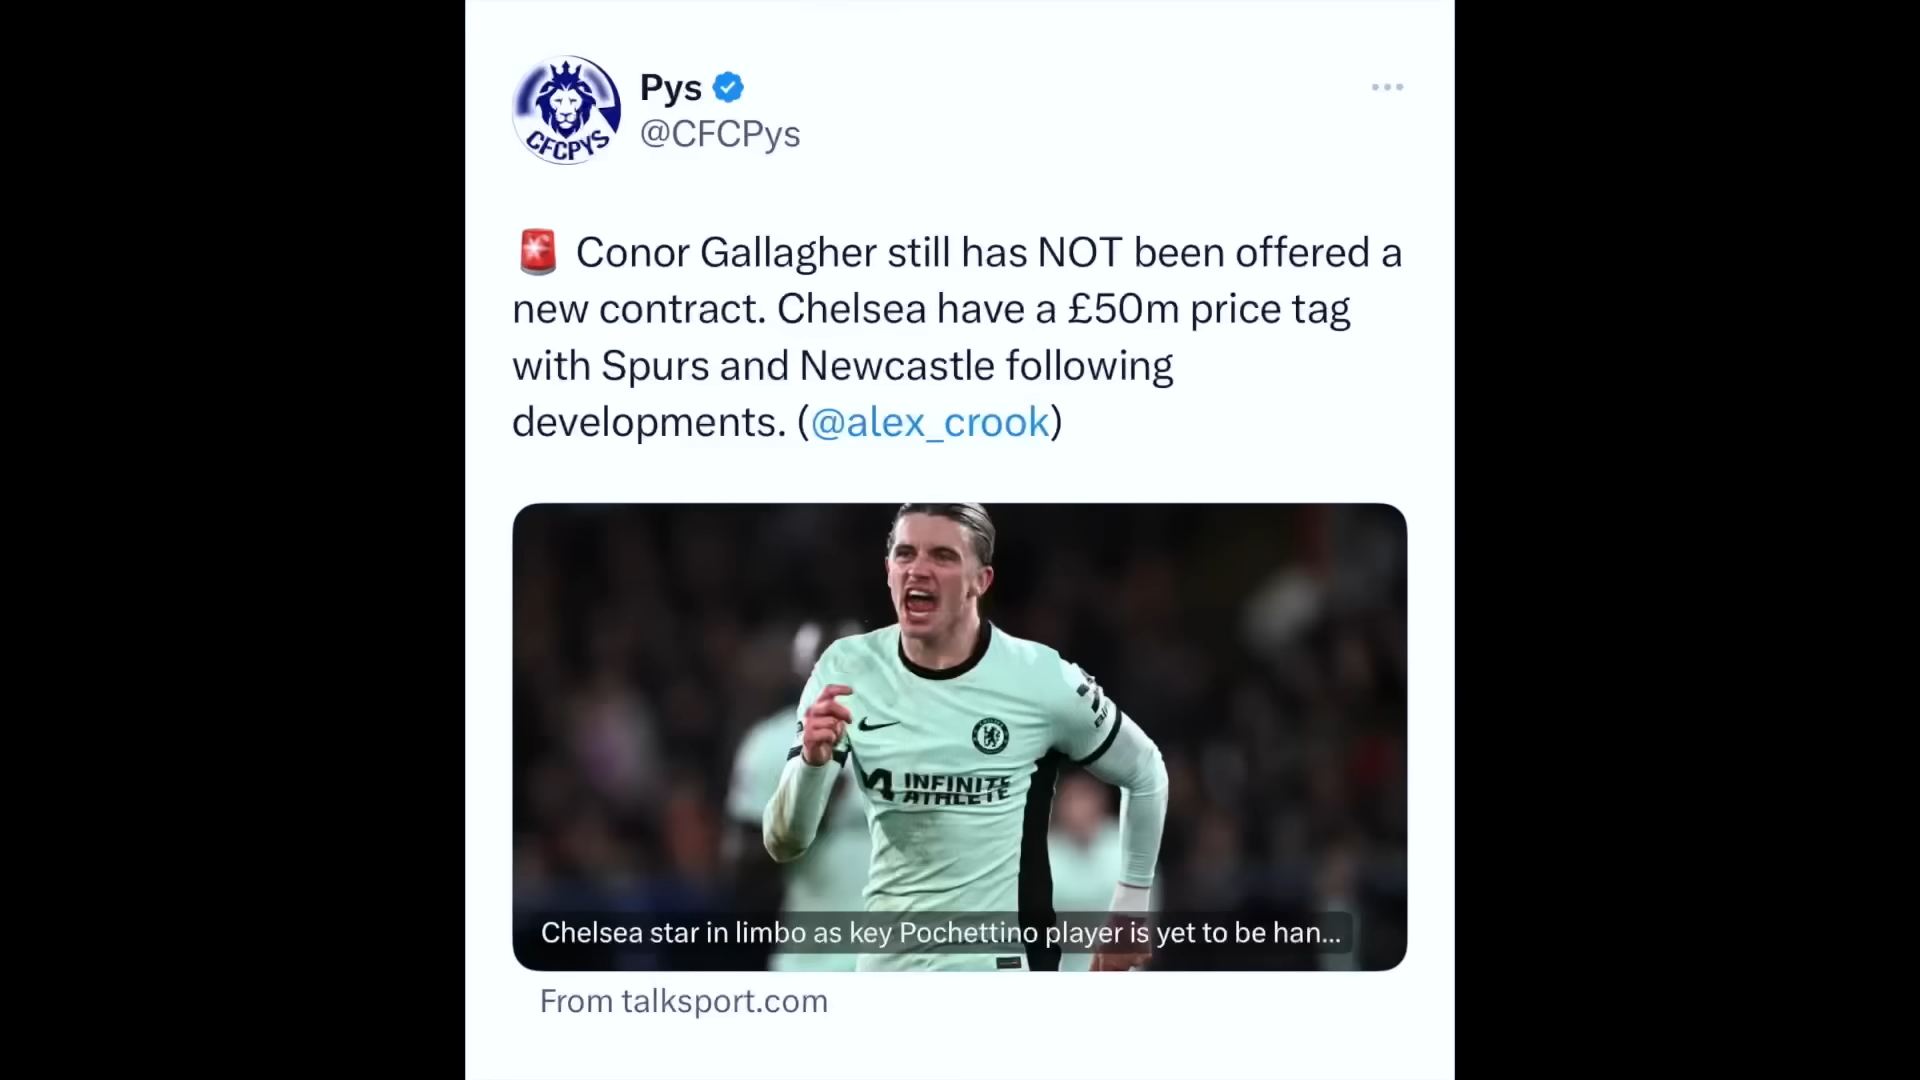 CFCPYS
Pys
@CFCPys
🚨 Conor Gallagher still has NOT been offered a
new contract. Chelsea have a £50m price tag
with Spurs and Newcastle following
developments. (@alex_crook)
INFINITE
ATHLETE
Chelsea star in limbo as key Pochettino player is yet to be han...
From talksport.com